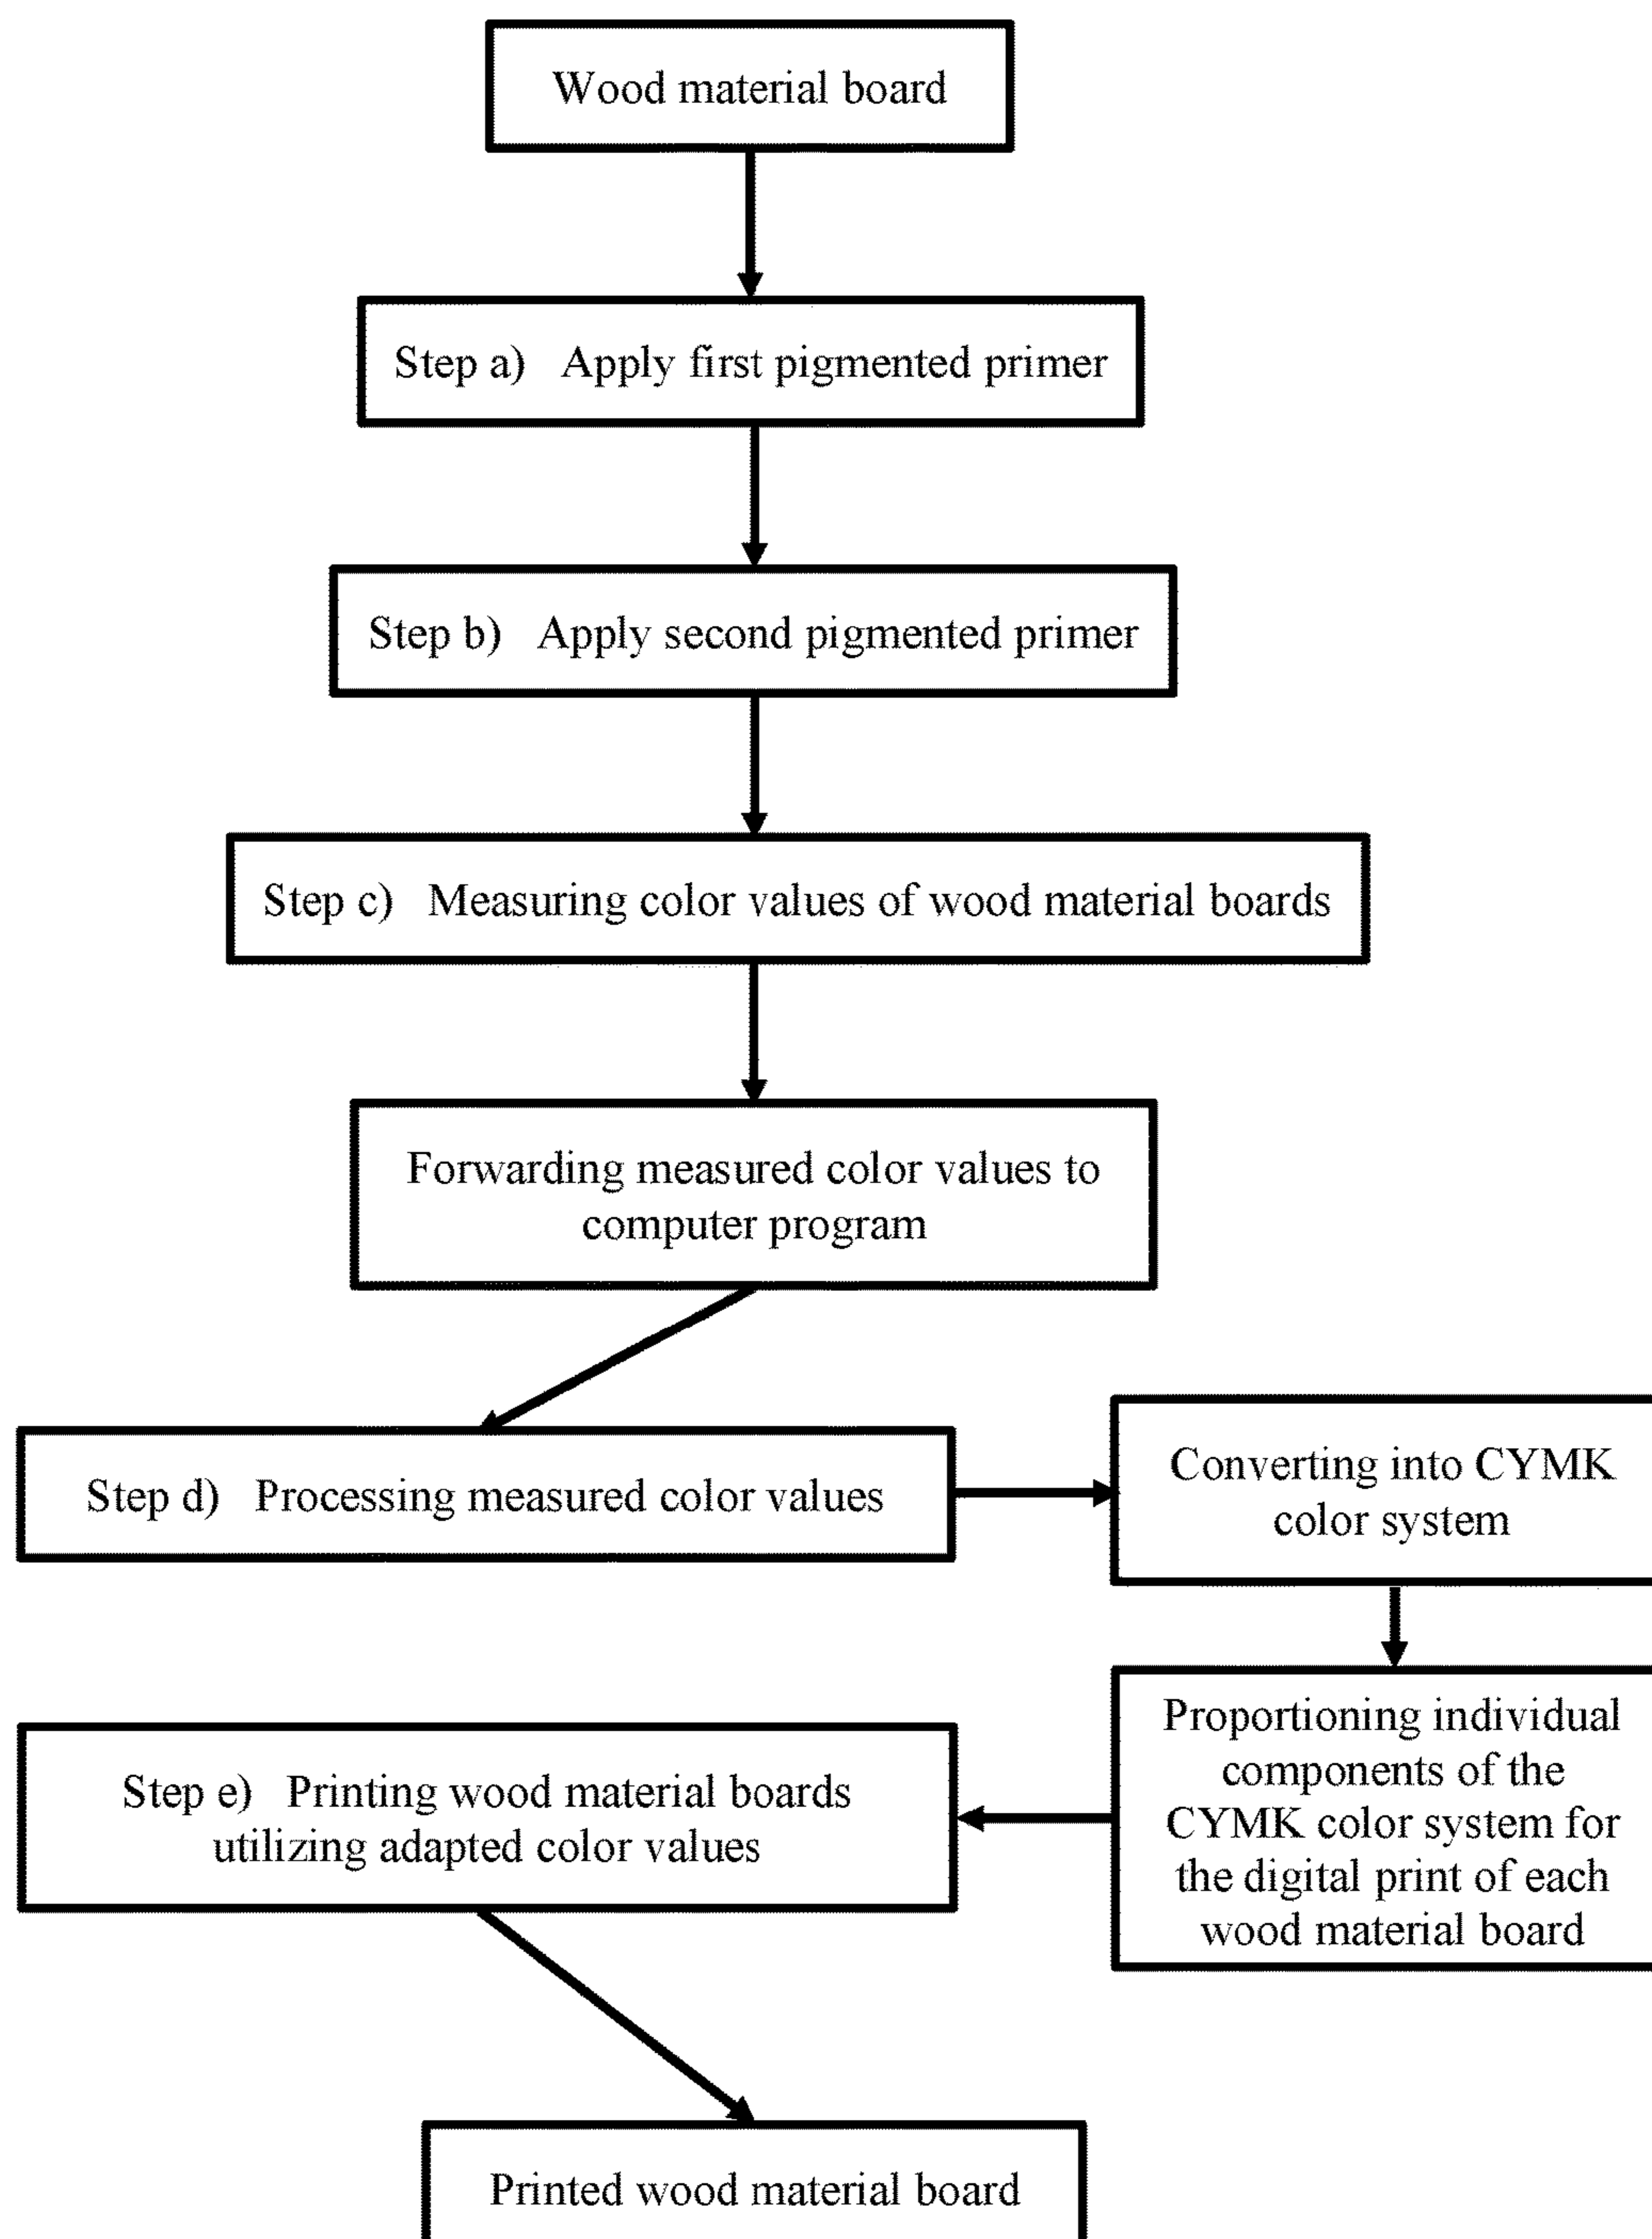 Wood material board
Step a) Apply first pigmented primer
Step b) Apply second pigmented primer
Step c) Measuring color values of wood material boards
Forwarding measured color values to
computer program
Step d) Processing measured color values
Converting into CYMK
color system
Proportioning individual
components of the
CYMK color system for
the digital print of each
wood material board
Step e) Printing wood material boards
utilizing adapted color values
Printed wood material board